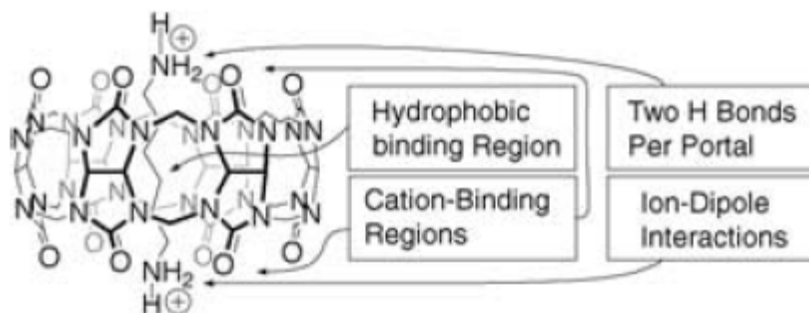 H
⊕
NH₂
O O O O O
N N N N N N N
Hydrophobic
binding Region
Two H Bonds
Per Portal
Cation-Binding
Regions
Ion-Dipole
Interactions
N N N N N N N
O O O O O
NH₂
H
⊕